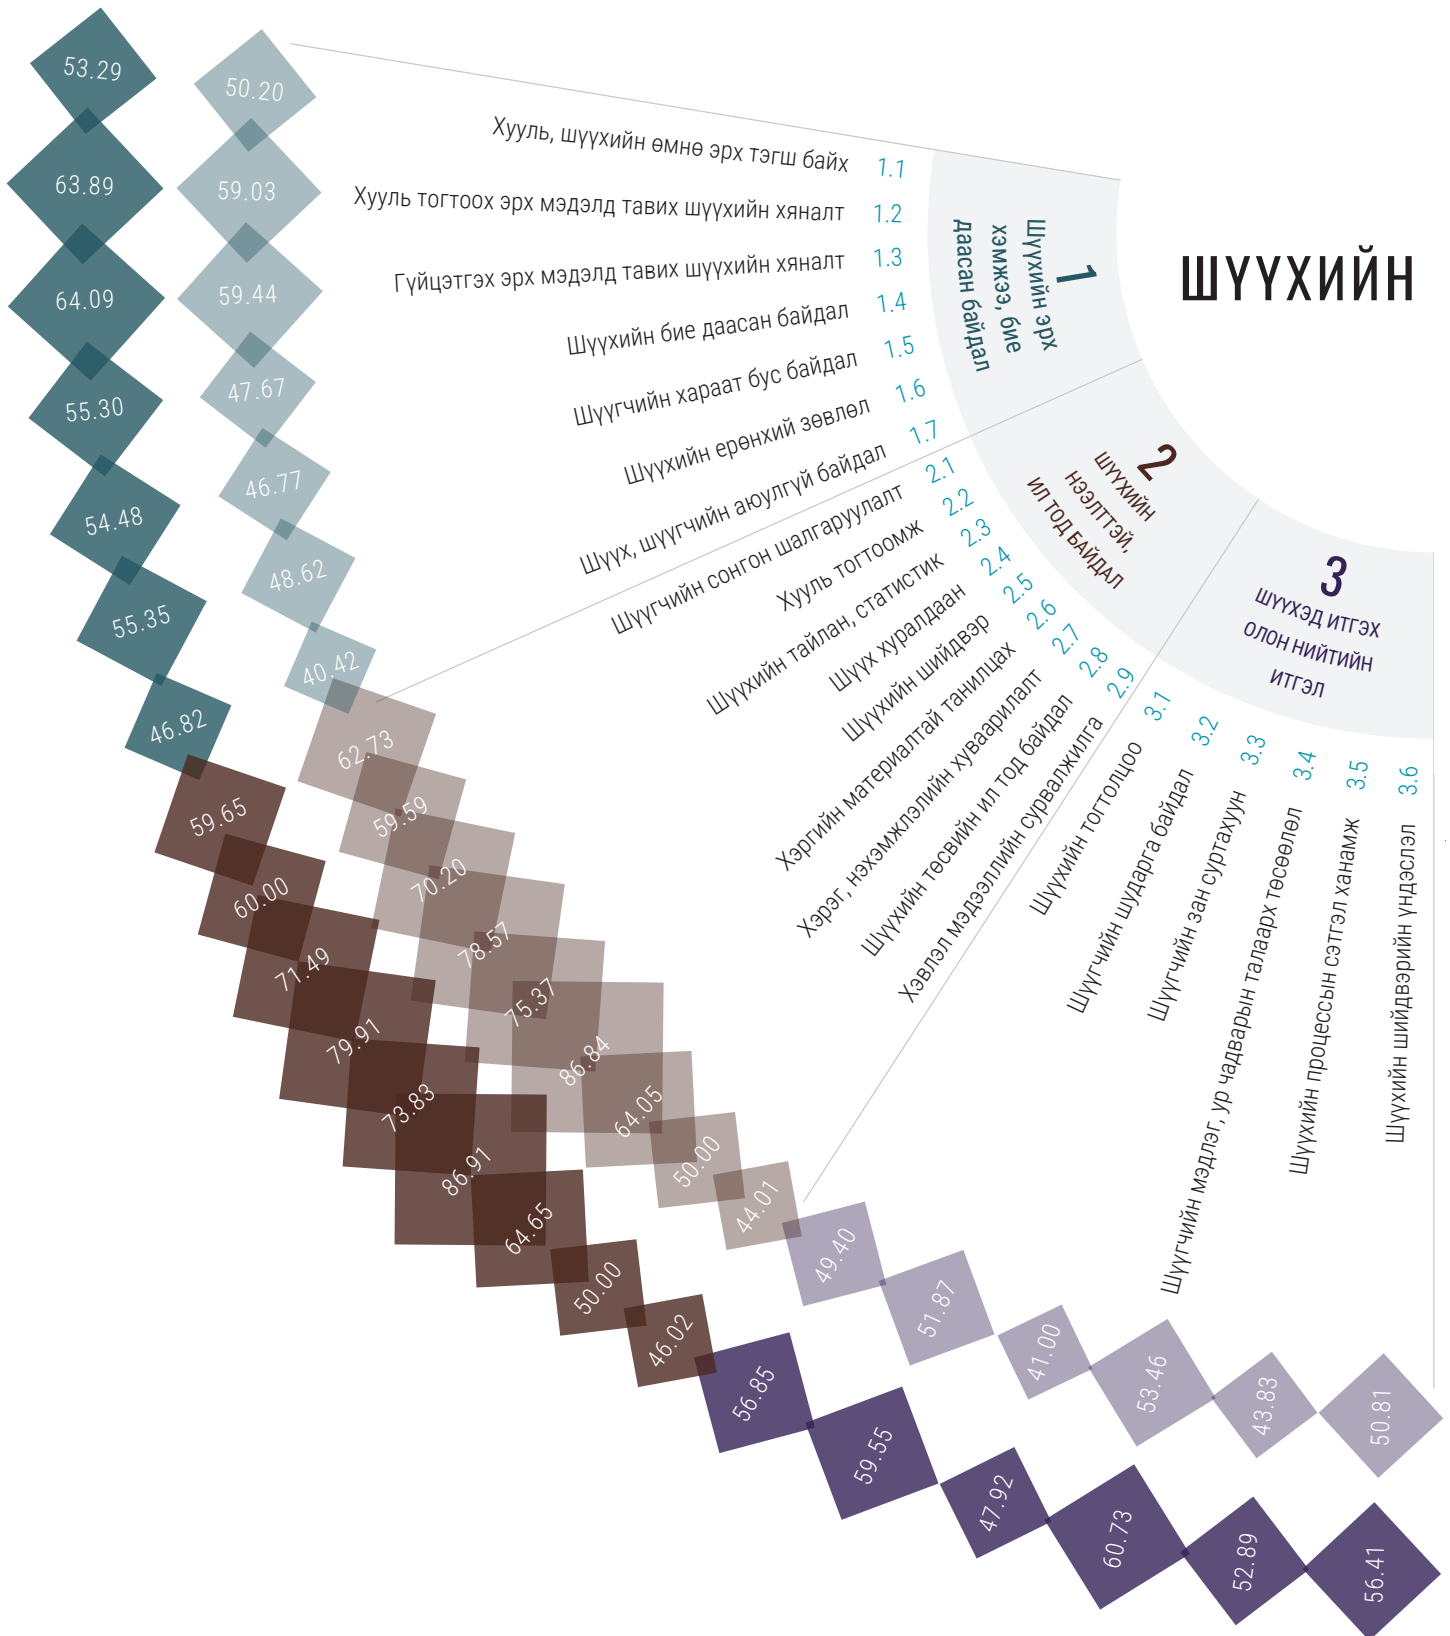 ШҮҮХИЙН
1
Шүүхийн эрх
хэмжээ, бие
даасан байдал
1.1 Хууль, шүүхийн өмнө эрх тэгш байх
1.2 Хууль тогтоох эрх мэдэлд тавих шүүхийн хяналт
1.3 Гүйцэтгэх эрх мэдэлд тавих шүүхийн хяналт
1.4 Шүүхийн бие даасан байдал
1.5 Шүүгчийн хараат бус байдал
1.6 Шүүхийн ерөнхий зөвлөл
1.7 Шүүх, шүүгчийн аюулгүй байдал
2
ШҮҮХИЙН
НЭЭЛТТЭЙ,
ИЛ ТОД БАЙДАЛ
2.1 Шүүгчийн сонгон шалгаруулалт
2.2 Хууль тогтоомж
2.3 Шүүхийн тайлан, статистик
2.4 Шүүх хуралдаан
2.5 Шүүхийн шийдвэр
2.6 Хэргийн материалтай танилцах
2.7 Хэрэг, нэхэмжлэлийн хуваарилалт
2.8 Шүүхийн төсвийн ил тод байдал
2.9 Хэвлэл мэдээллийн сурвалжилга
3
ШҮҮХЭД ИТГЭХ
ОЛОН НИЙТИЙН
ИТГЭЛ
3.1 Шүүхийн тогтолцоо
3.2 Шүүгчийн шударга байдал
3.3 Шүүгчийн зан суртахуун
3.4 Шүүгчийн мэдлэг, ур чадварын талаарх төсөөлөл
3.5 Шүүхийн процессын сэтгэл ханамж
3.6 Шүүхийн шийдвэрийн үндэслэл
53.29
63.89
64.09
55.30
54.48
55.35
46.82
59.65
60.00
71.49
79.91
73.83
86.91
64.65
50.00
46.02
56.85
59.55
47.92
60.73
52.89
56.41
50.20
59.03
59.44
47.67
46.77
48.62
40.42
62.73
59.59
70.20
78.57
75.37
86.84
64.05
50.00
44.01
49.40
51.87
41.00
53.46
43.83
50.81